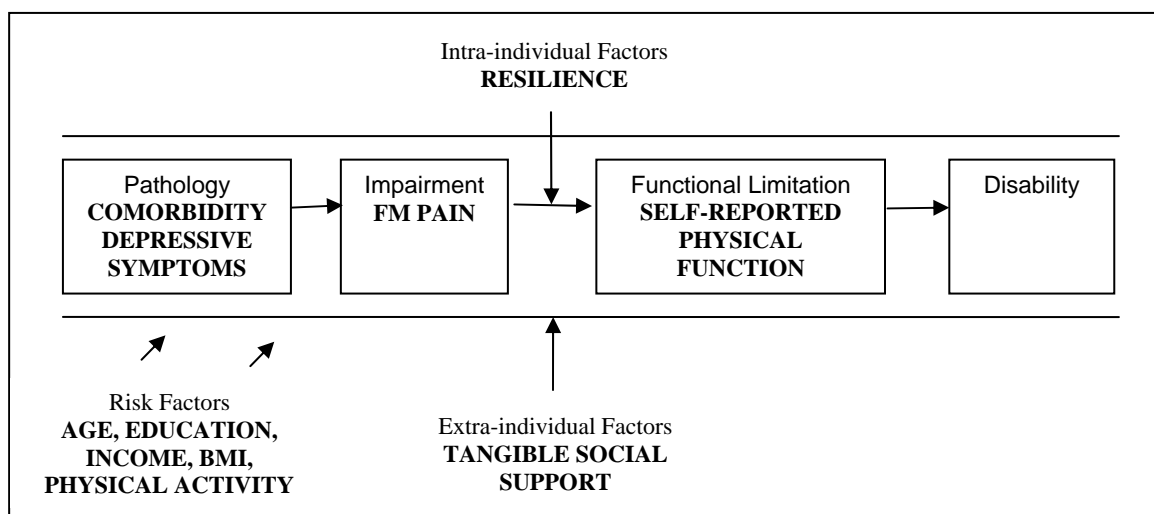 Intra-individual Factors
RESILIENCE
Pathology
COMORBIDITY
DEPRESSIVE
SYMPTOMS
Impairment
FM PAIN
Functional Limitation
SELF-REPORTED
PHYSICAL
FUNCTION
Disability
Risk Factors
AGE, EDUCATION,
INCOME, BMI,
PHYSICAL ACTIVITY
Extra-individual Factors
TANGIBLE SOCIAL
SUPPORT